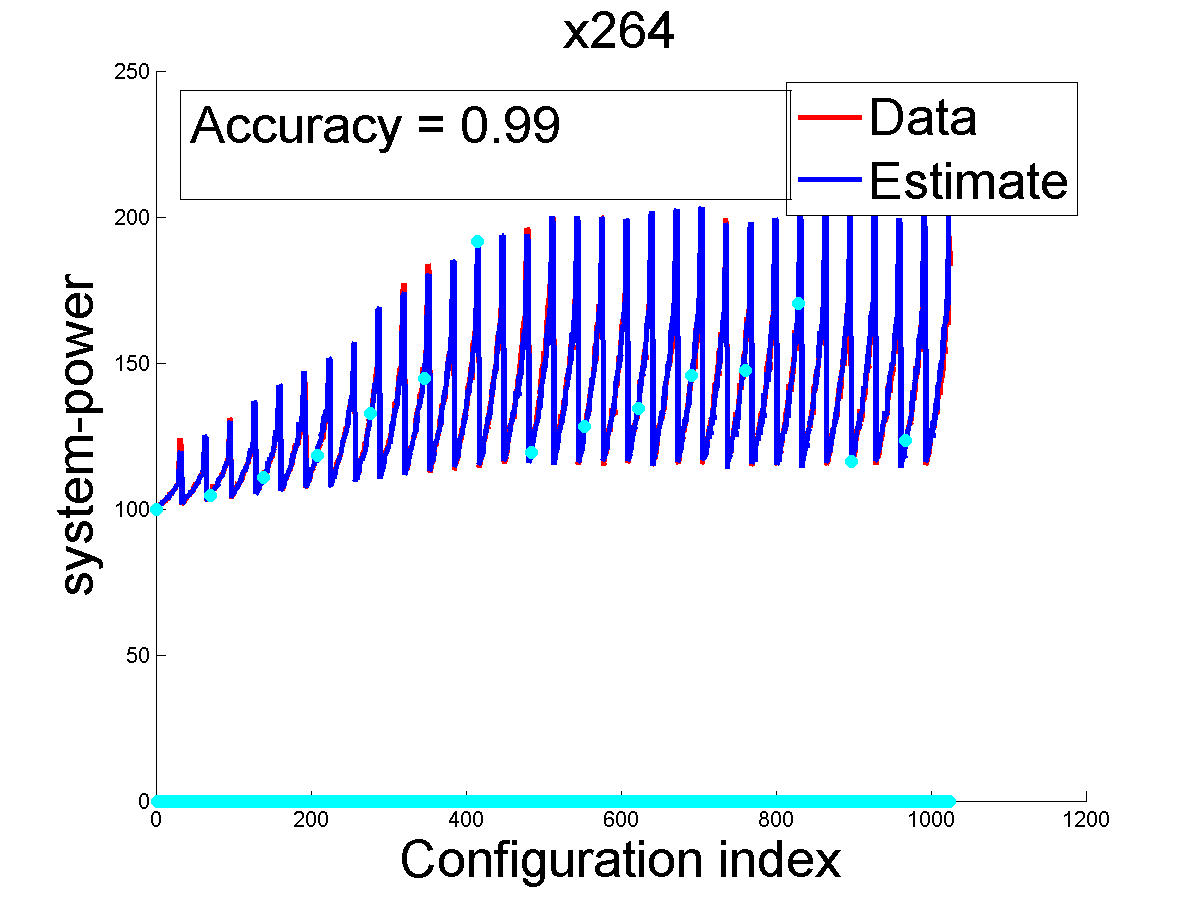 x264
Accuracy = 0.99
Data
Estimate
250
200
150
100
50
0
system-power
0 200 400 600 800 1000 1200
Configuration index